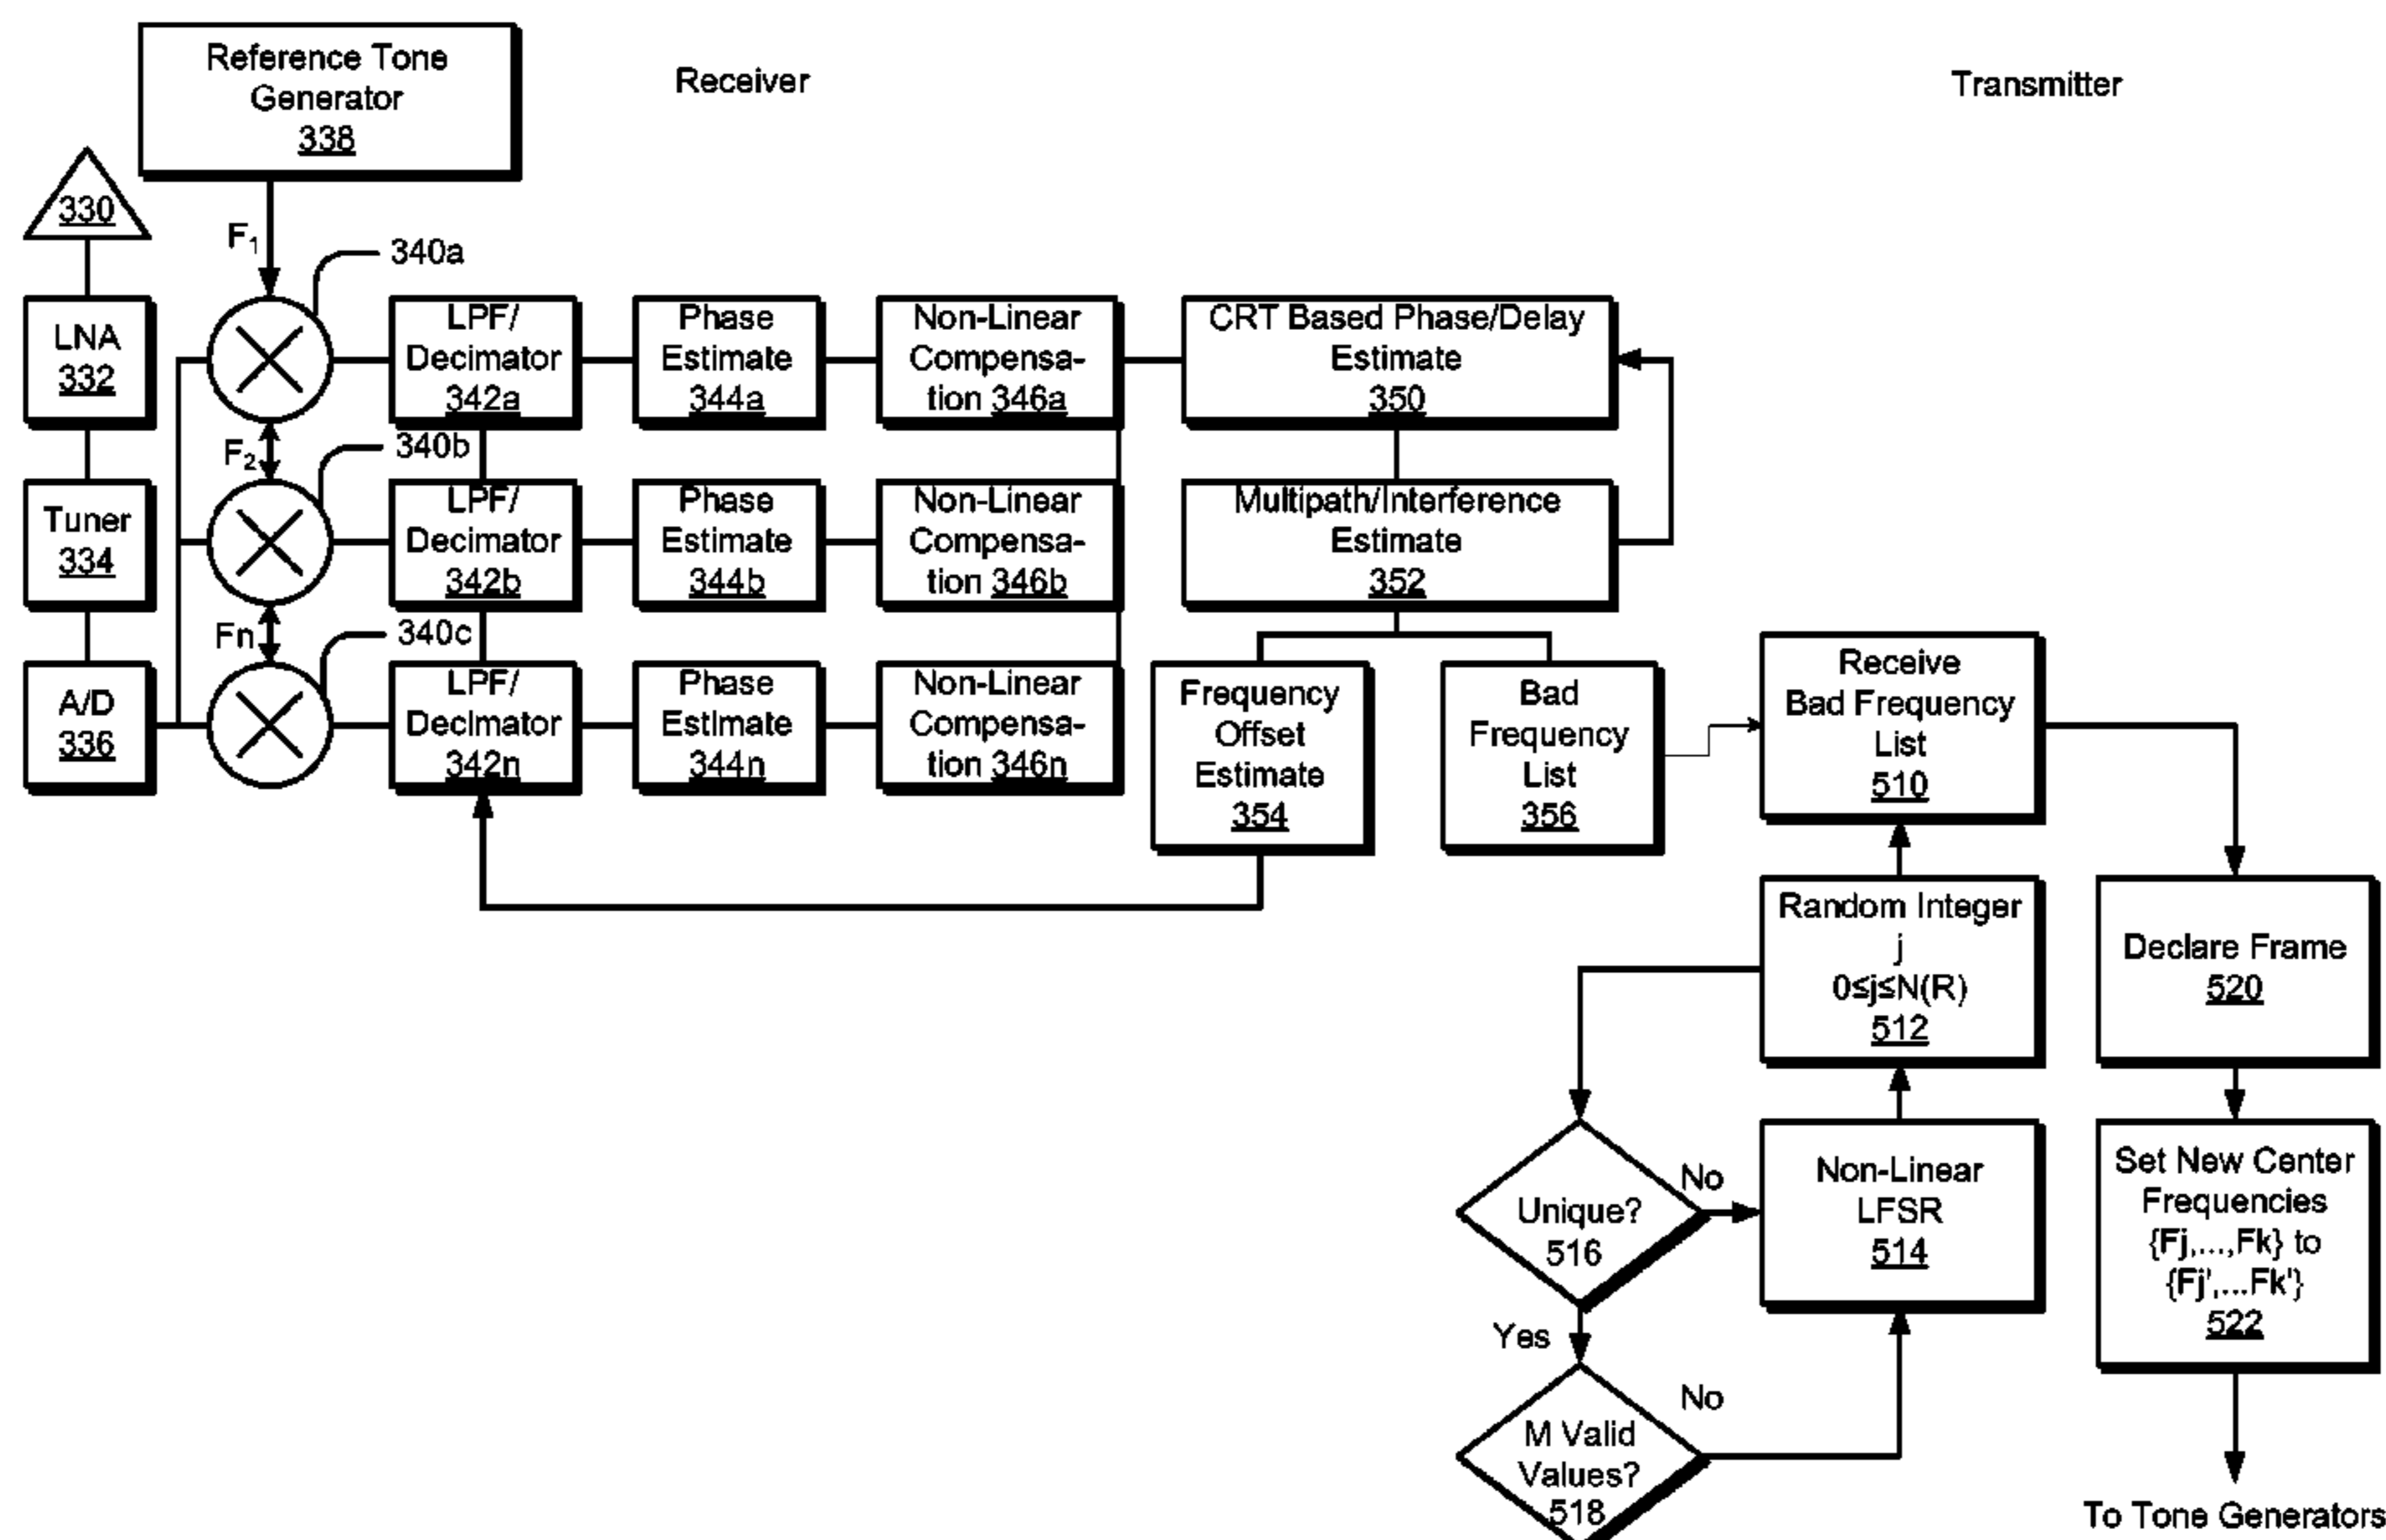 Reference Tone
Generator
338
Receiver
Transmitter
330
F1
340a
LNA
332
LPF/
Decimator
342a
Phase
Estimate
344a
Non-Linear
Compensa-
tion 346a
CRT Based Phase/Delay
Estimate
350
F2
340b
Tuner
334
LPF/
Decimator
342b
Phase
Estimate
344b
Non-Linear
Compensa-
tion 346b
Multipath/Interference
Estimate
352
Fn
340c
A/D
336
LPF/
Decimator
342n
Phase
Estimate
344n
Non-Linear
Compensa-
tion 346n
Frequency
Offset
Estimate
354
Bad
Frequency
List
356
Receive
Bad Frequency
List
510
Random Integer
j
0≤j≤N(R)
512
Declare Frame
520
Unique?
516
No
Non-Linear
LFSR
514
Set New Center
Frequencies
{Fj,...,Fk} to
{Fj',...Fk'}
522
Yes
M Valid
Values?
518
No
To Tone Generators